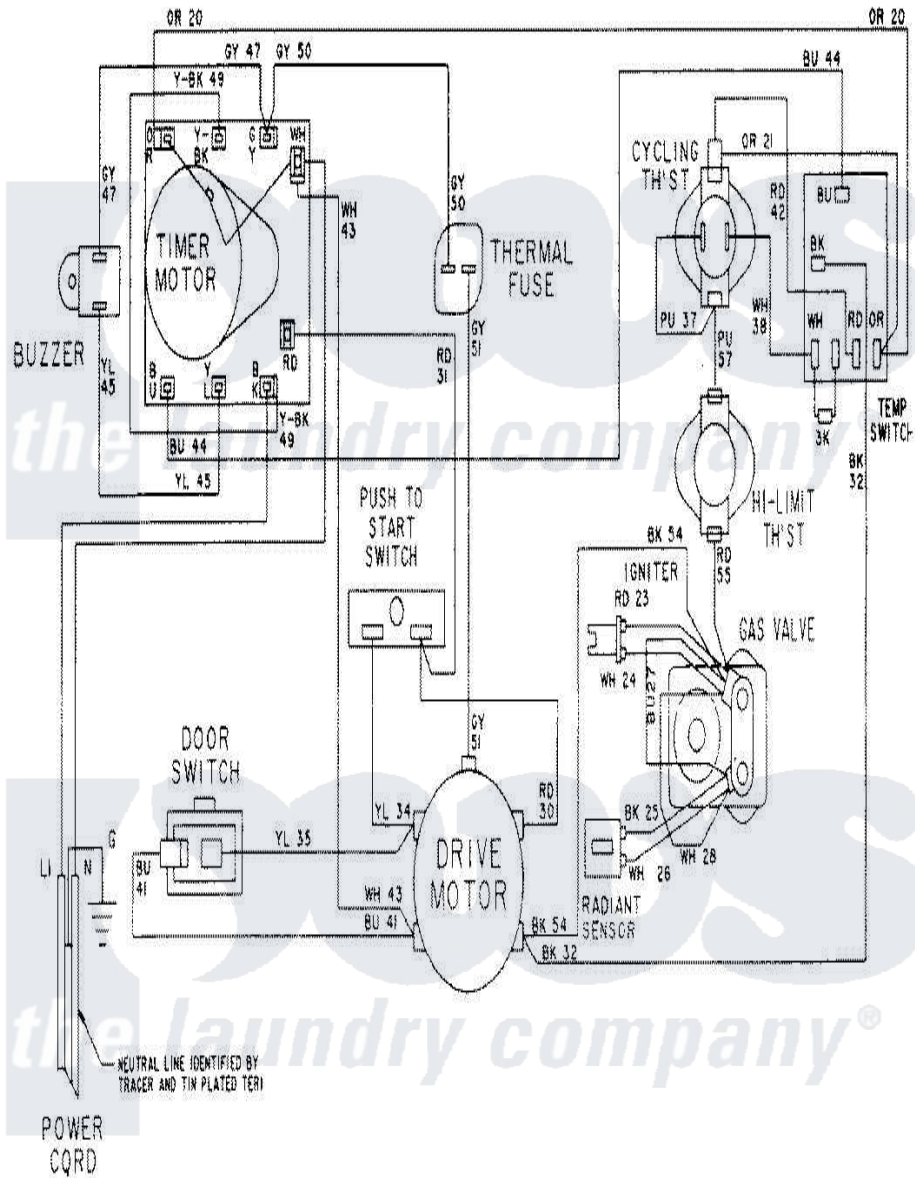 OR 20
OR 20
GY 47
GY 50
BU 44
Y-BK 49
O
R
Y-
BK
G
Y
WH
CYCLING
TH'ST
OR 21
GY
47
WH
43
GY
50
RD
42
BU
TIMER
MOTOR
THERMAL
FUSE
BK
WH
38
WH
RD
OR
PU 37
BUZZER
YL
45
B
U
Y
L
B
K
RD
RD
31
GY
51
PU
57
Y-BK
49
3K
TEMP
SWITCH
the laundry company®
BU 44
YL 45
BK
32
PUSH TO
START
SWITCH
HI-LIMIT
TH'ST
BK 54
RD
55
IGNITER
RD 23
GAS VALVE
WH 24
BU27
DOOR
SWITCH
GY
51
RD
30
YL 34
BK 25
G
YL 35
DRIVE
MOTOR
WH 28
WH 26
L1
N
BU
41
WH 43
BU 41
RADIANT
SENSOR
BK 54
BK 32
the laundry company®
NEUTRAL LINE IDENTIFIED BY
TRACER AND TIN PLATED TERI
POWER
CORD